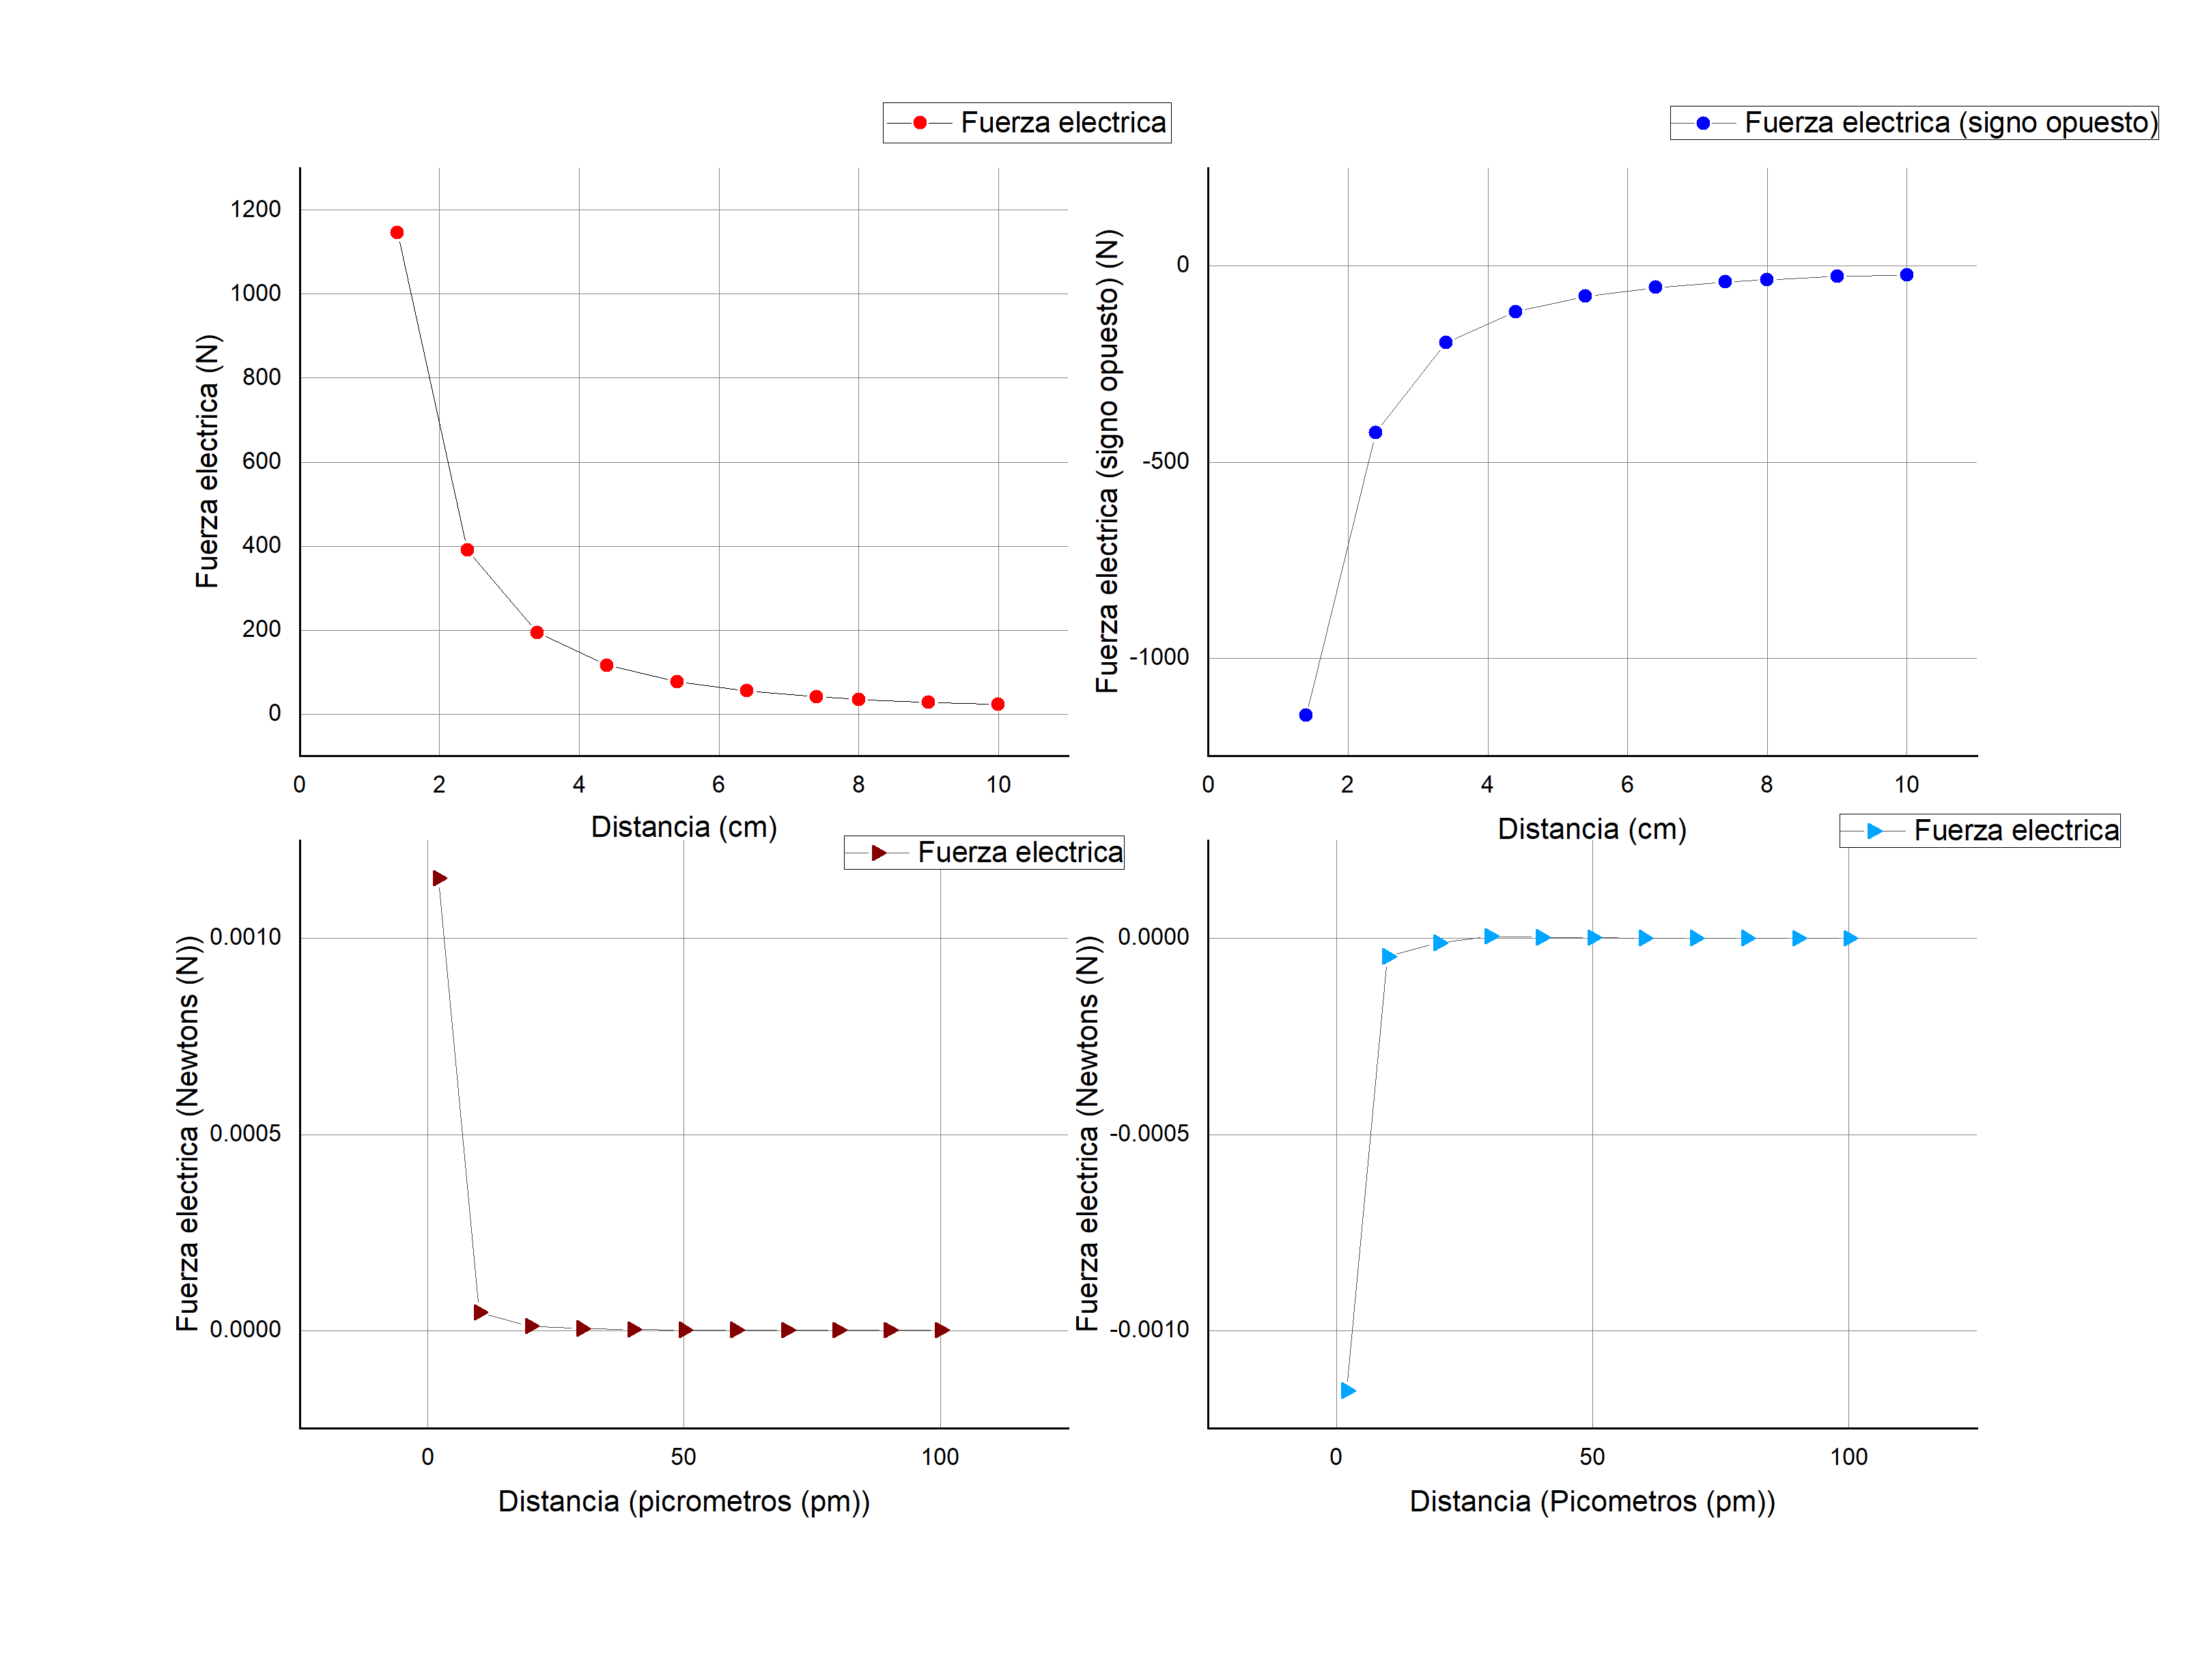 Fuerza electrica
Fuerza electrica (N)
1200
1000
800
600
400
200
0
0 2 4 6 8 10
Distancia (cm)
Fuerza electrica (signo opuesto)
Fuerza electrica (signo opuesto) (N)
0
-500
-1000
0 2 4 6 8 10
Distancia (cm)
Fuerza electrica
Fuerza electrica (Newtons (N))
0.0010
0.0005
0.0000
0 50 100
Distancia (picrometros (pm))
Fuerza electrica
Fuerza electrica (Newtons (N))
0.0000
-0.0005
-0.0010
0 50 100
Distancia (Picometros (pm))